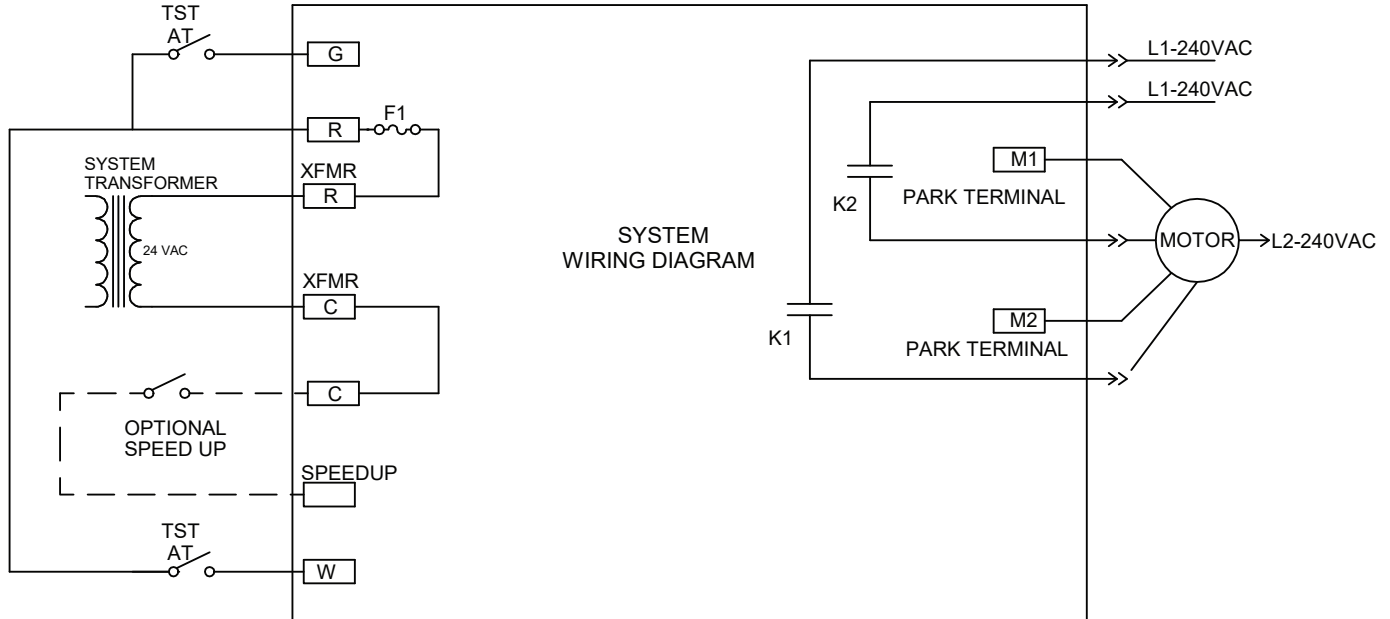 TST
AT
G
L1-240VAC
L1-240VAC
F1
R
SYSTEM
TRANSFORMER
XFMR
R
24 VAC
M1
PARK TERMINAL
K2
SYSTEM
WIRING DIAGRAM
MOTOR
L2-240VAC
XFMR
C
K1
M2
PARK TERMINAL
C
OPTIONAL
SPEED UP
SPEEDUP
TST
AT
W